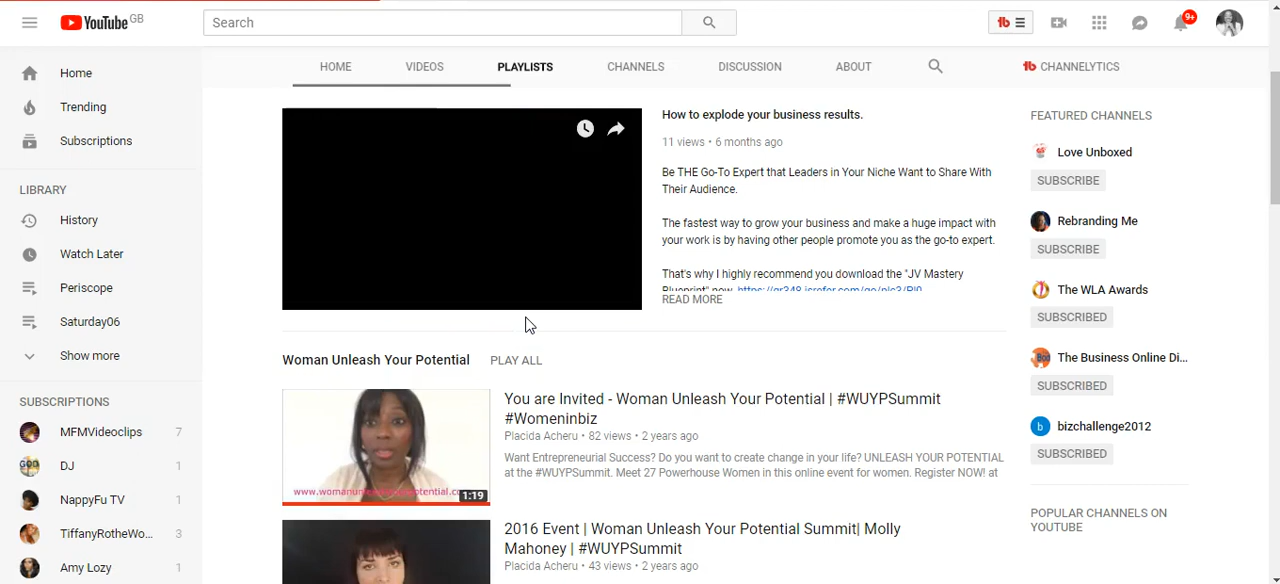 YouTube GB
Search
tb
9+
HOME VIDEOS PLAYLISTS CHANNELS DISCUSSION ABOUT tb CHANNELYTICS
Home
Trending
Subscriptions
LIBRARY
History
Watch Later
Periscope
Saturday06
Show more
SUBSCRIPTIONS
MFMVideoclips 7
DJ 1
NappyFu TV 1
TiffanyRotheWo... 3
Amy Lozy 1
How to explode your business results.
11 views • 6 months ago
Be THE Go-To Expert that Leaders in Your Niche Want to Share With
Their Audience.
The fastest way to grow your business and make a huge impact with
your work is by having other people promote you as the go-to expert.
That's why I highly recommend you download the "JV Mastery
Blueprint" now
READ MORE
Woman Unleash Your Potential PLAY ALL
1:19
You are Invited - Woman Unleash Your Potential | #WUYPSummit
#Womeninbiz
Placida Acheru • 82 views • 2 years ago
Want Entrepreneurial Success? Do you want to create change in your life? UNLEASH YOUR POTENTIAL
at the #WUYPSummit. Meet 27 Powerhouse Women in this online event for women. Register NOW! at
2016 Event | Woman Unleash Your Potential Summit| Molly
Mahoney | #WUYPSummit
Placida Acheru • 43 views • 2 years ago
FEATURED CHANNELS
Love Unboxed
SUBSCRIBE
Rebranding Me
SUBSCRIBE
The WLA Awards
SUBSCRIBED
The Business Online Di...
SUBSCRIBED
b bizchallenge2012
SUBSCRIBED
POPULAR CHANNELS ON
YOUTUBE